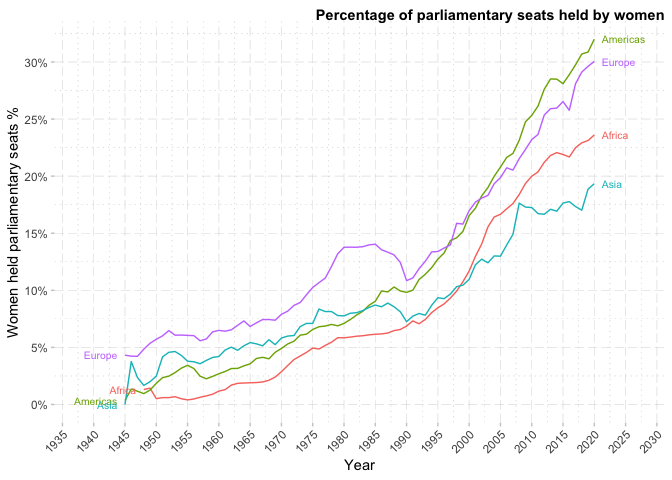 Percentage of parliamentary seats held by women
Women held parliamentary seats %
30%
25%
20%
15%
10%
5%
0%
Americas
Europe
Africa
Asia
Europe
Africa
Americas
Asia
1935 1940 1945 1950 1955 1960 1965 1970 1975 1980 1985 1990 1995 2000 2005 2010 2015 2020 2025 2030
Year